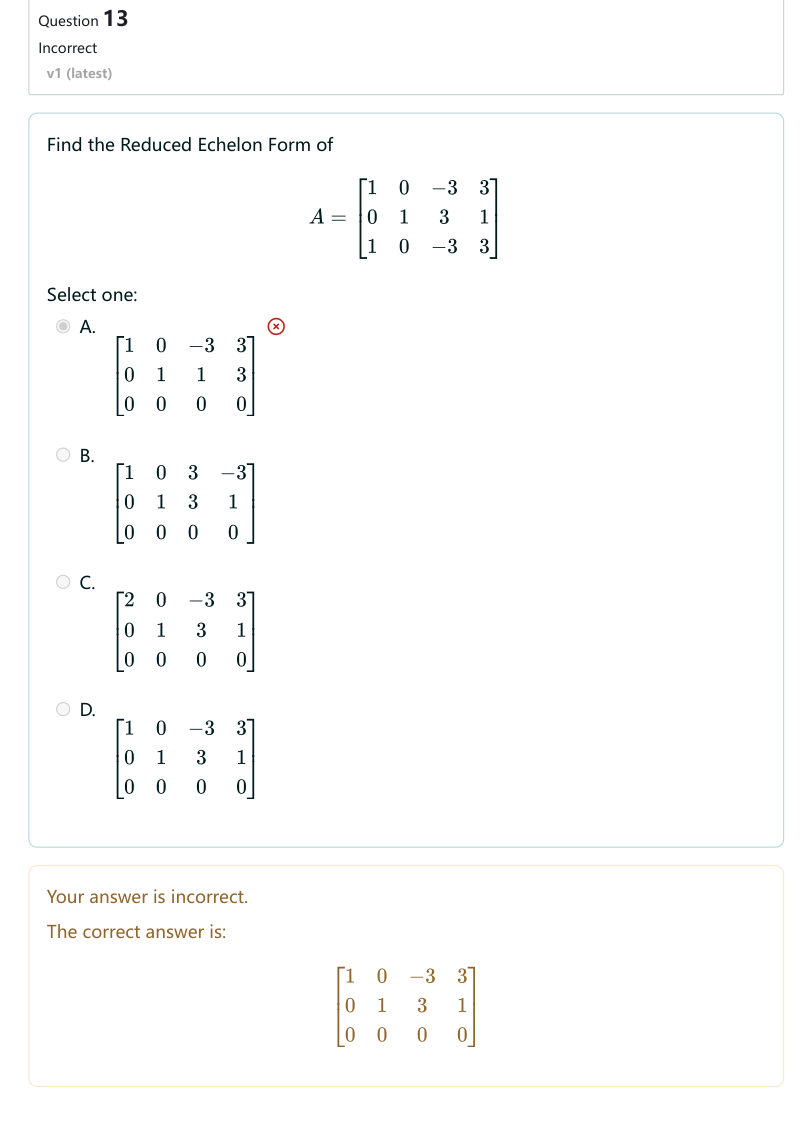 Question 13
Incorrect
v1 (latest)
Find the Reduced Echelon Form of
A = [1 0 −3 3
0 1 3 1
1 0 −3 3]
Select one:
A.
[1 0 −3 3
0 1 1 3
0 0 0 0]
B.
[1 0 3 −3
0 1 3 1
0 0 0 0]
C.
[2 0 −3 3
0 1 3 1
0 0 0 0]
D.
[1 0 −3 3
0 1 3 1
0 0 0 0]
Your answer is incorrect.
The correct answer is:
[1 0 −3 3
0 1 3 1
0 0 0 0]